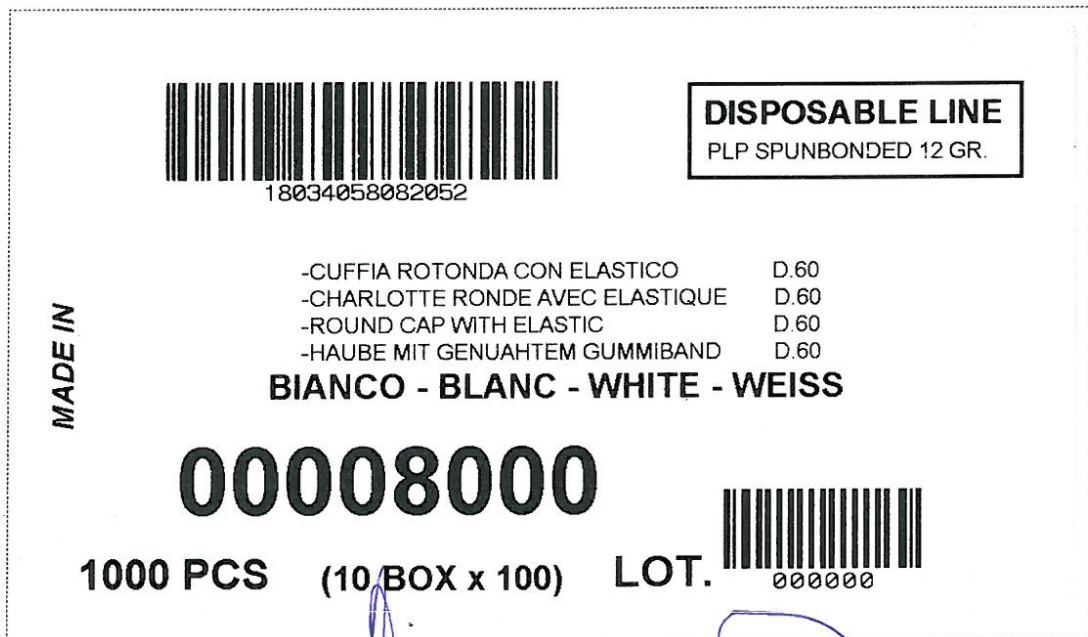 18034058082052
DISPOSABLE LINE
PLP SPUNBONDED 12 GR.
MADE IN
-CUFFIA ROTONDA CON ELASTICO D.60
-CHARLOTTE RONDE AVEC ELASTIQUE D.60
-ROUND CAP WITH ELASTIC D.60
-HAUBE MIT GENUAHTEM GUMMIBAND D.60
BIANCO - BLANC - WHITE - WEISS
00008000
1000 PCS (10 BOX x 100) LOT.
000000